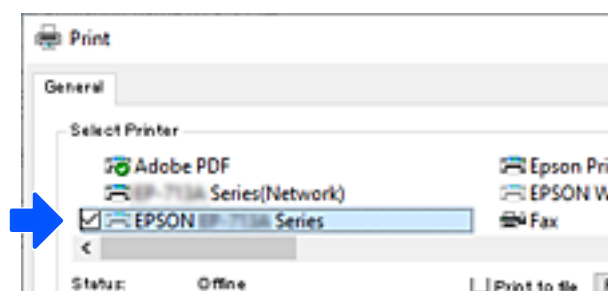 Print
General
Select Printer
Adobe PDF
Epson Pri
Series(Network)
EPSON W
EPSON Series
Fax
Status: Offline
Print to file